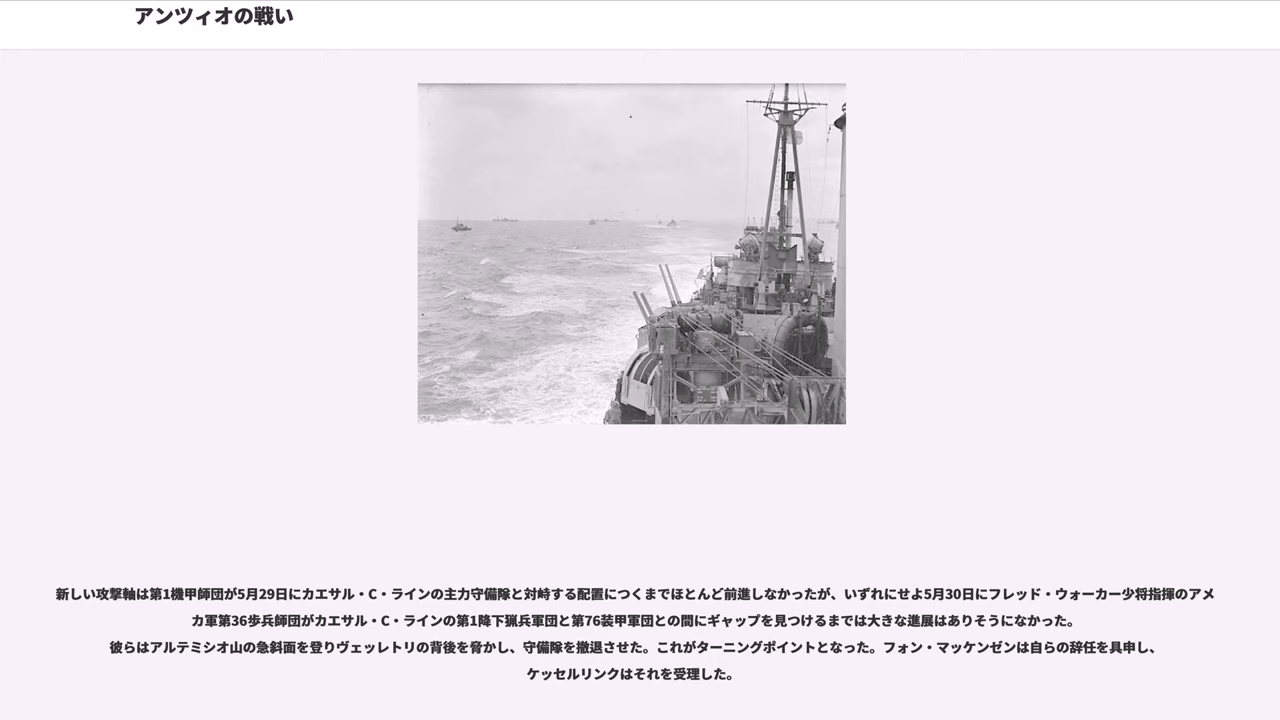 アンツィオの戦い
新しい攻撃軸は第1機甲師団が5月29日にカエサル・C・ラインの主力守備隊と対峙する配置につくまでほとんど前進しなかったが、いずれにせよ5月30日にフレッド・ウォーカー少将指揮のアメ
カ軍第36歩兵師団がカエサル・C・ラインの第1降下猟兵軍団と第76装甲軍団との間にギャップを見つけるまでは大きな進展はありそうになかった。
彼らはアルテミシオ山の急斜面を登りヴェッレトリの背後を脅かし、守備隊を撤退させた。これがターニングポイントとなった。フォン・マッケンゼンは自らの辞任を具申し、
ケッセルリンクはそれを受理した。